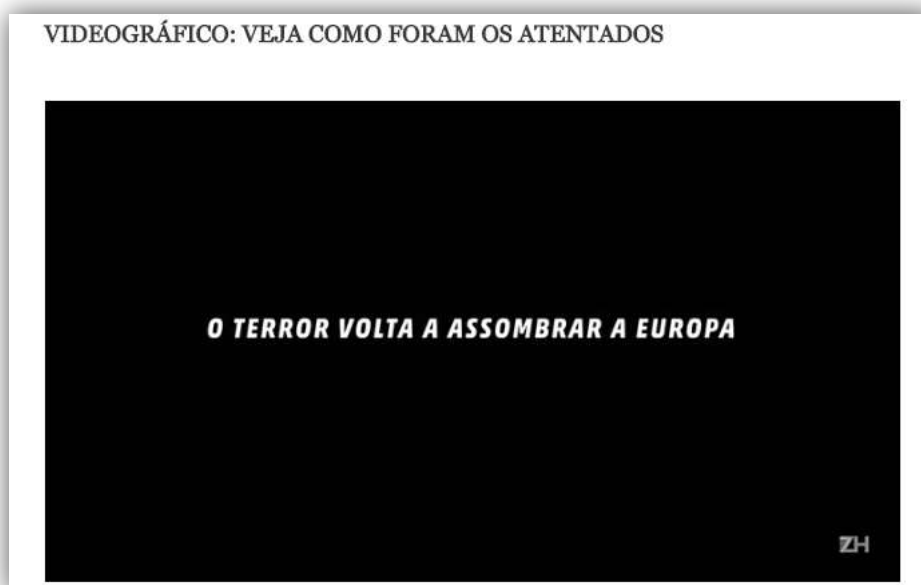 VIDEOGRÁFICO: VEJA COMO FORAM OS ATENTADOS
O TERROR VOLTA A ASSOMBRAR A EUROPA
ZH